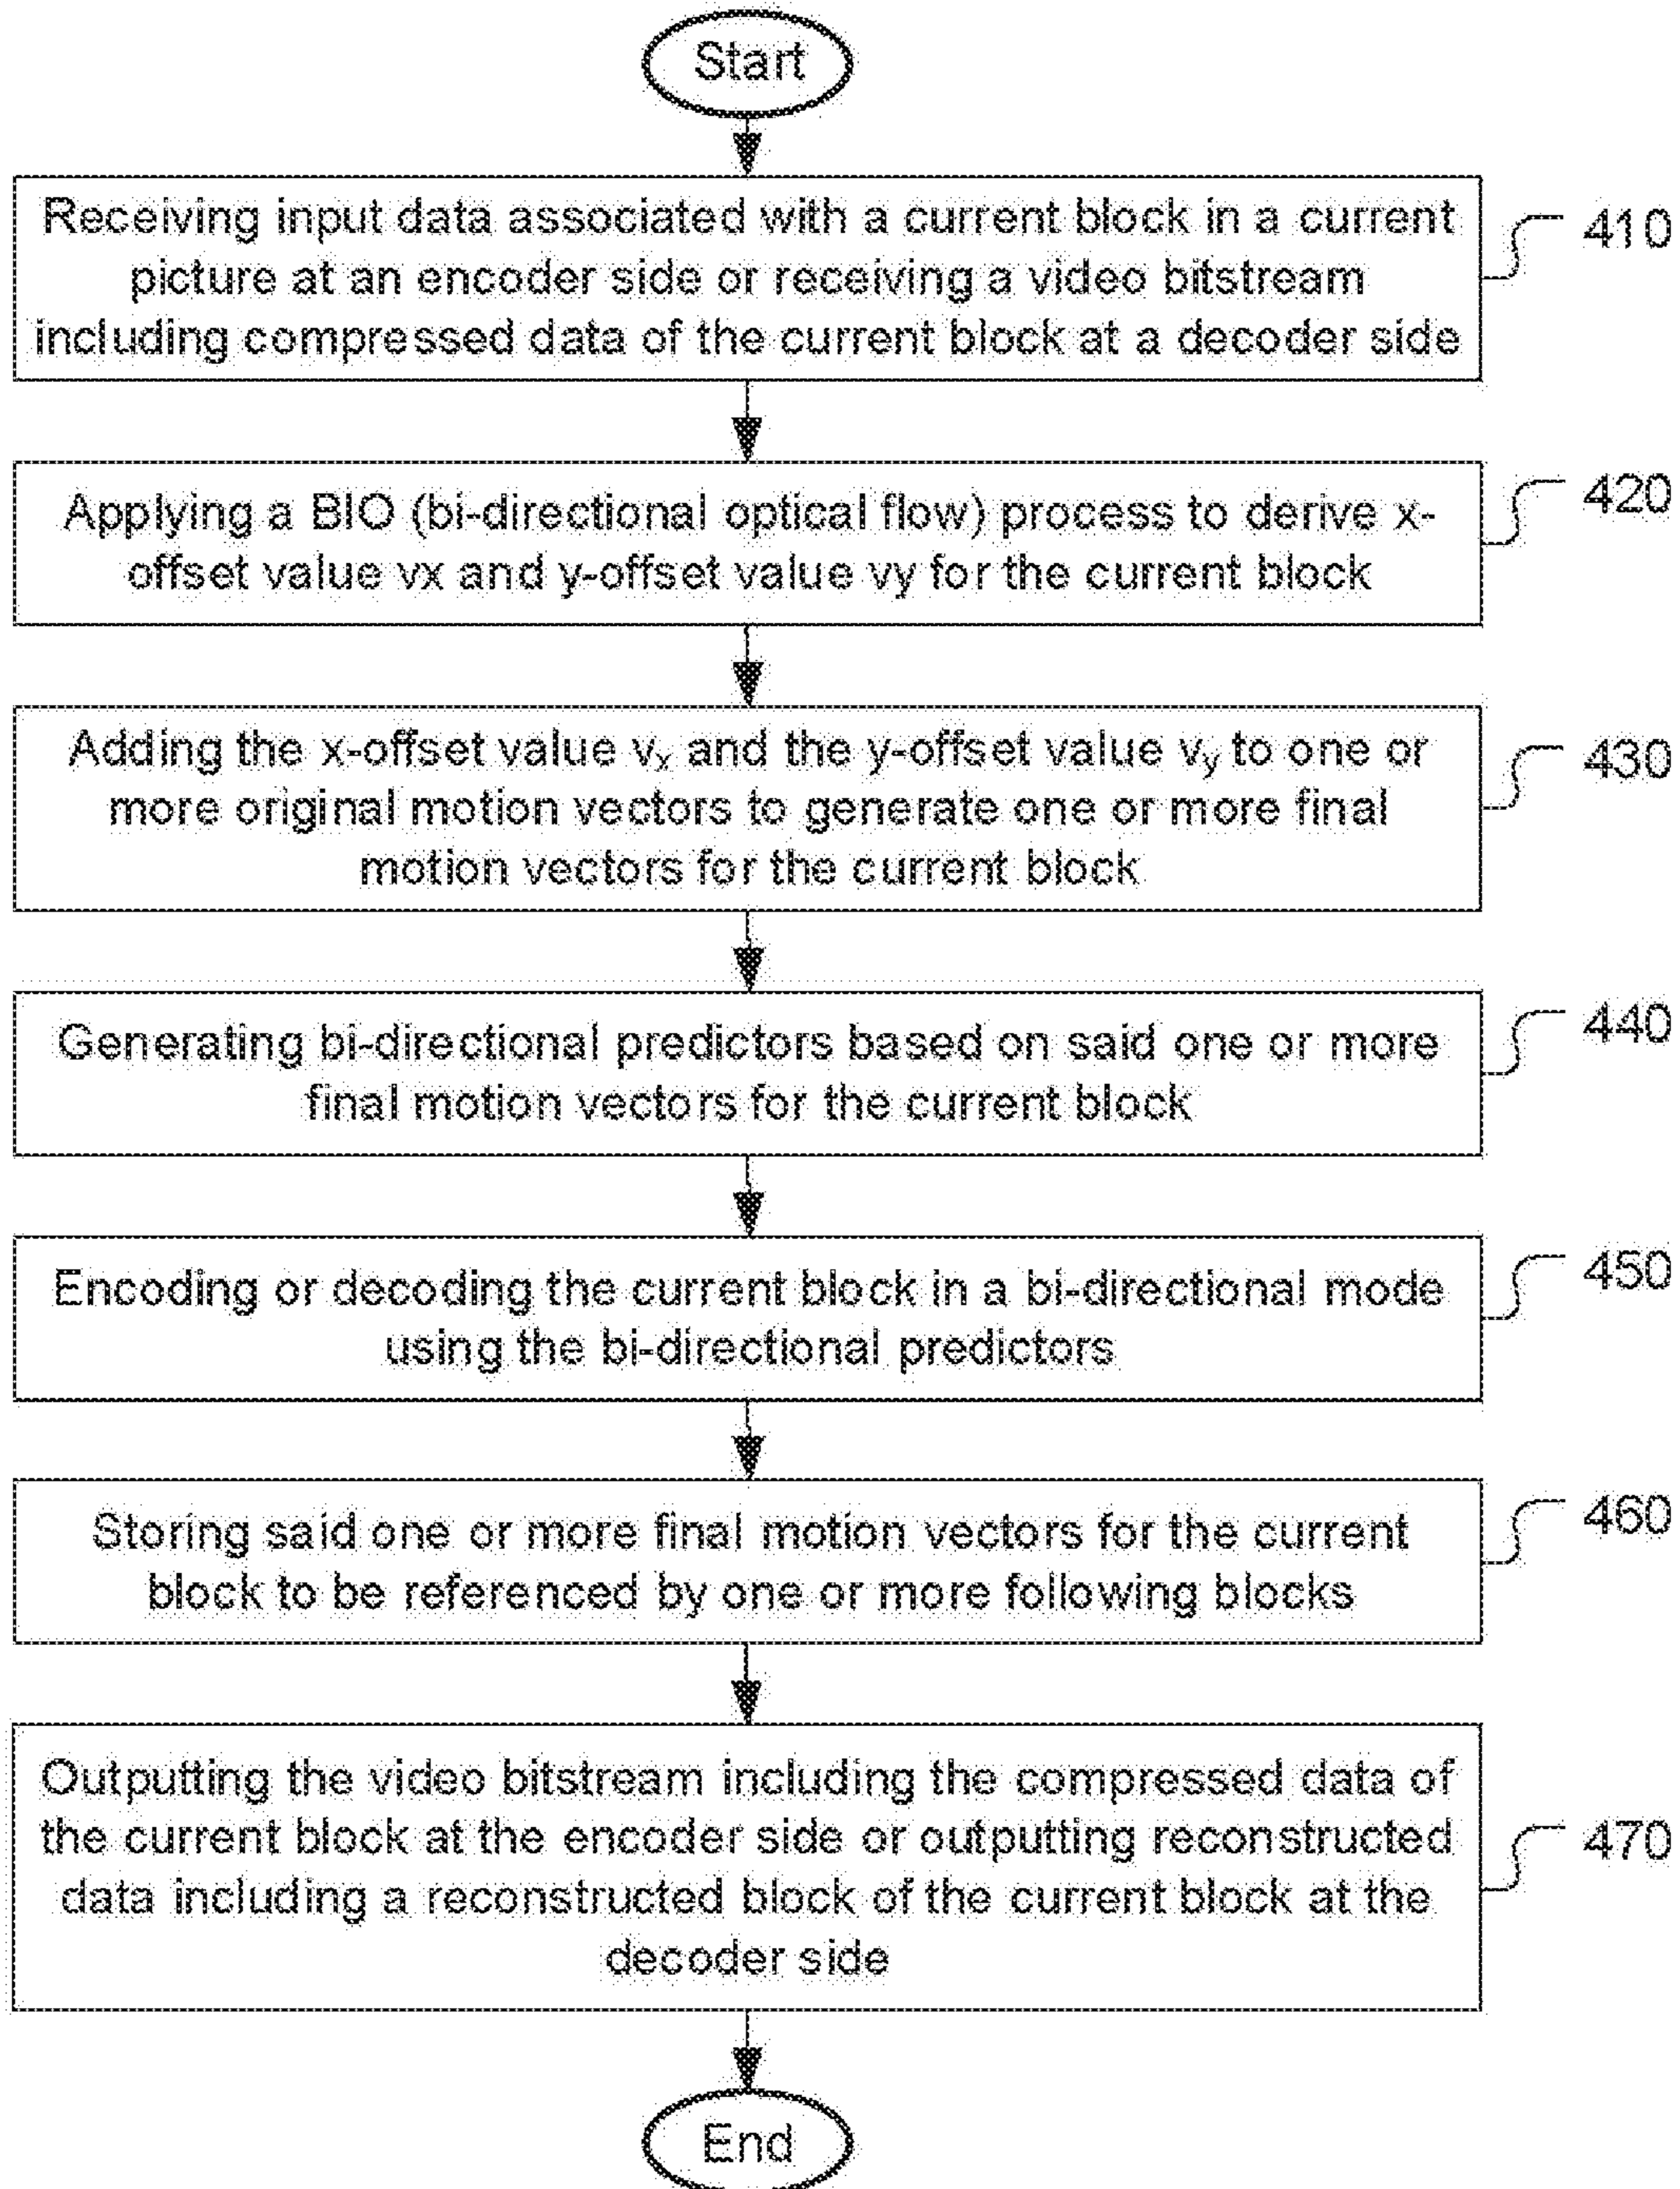 Start
Receiving input data associated with a current block in a current
picture at an encoder side or receiving a video bitstream
including compressed data of the current block at a decoder side
410
Applying a BIO (bi-directional optical flow) process to derive x-
offset value vx and y-offset value vy for the current block
420
Adding the x-offset value vₓ and the y-offset value vy to one or
more original motion vectors to generate one or more final
motion vectors for the current block
430
Generating bi-directional predictors based on said one or more
final motion vectors for the current block
440
Encoding or decoding the current block in a bi-directional mode
using the bi-directional predictors
450
Storing said one or more final motion vectors for the current
block to be referenced by one or more following blocks
460
Outputting the video bitstream including the compressed data of
the current block at the encoder side or outputting reconstructed
data including a reconstructed block of the current block at the
decoder side
470
End